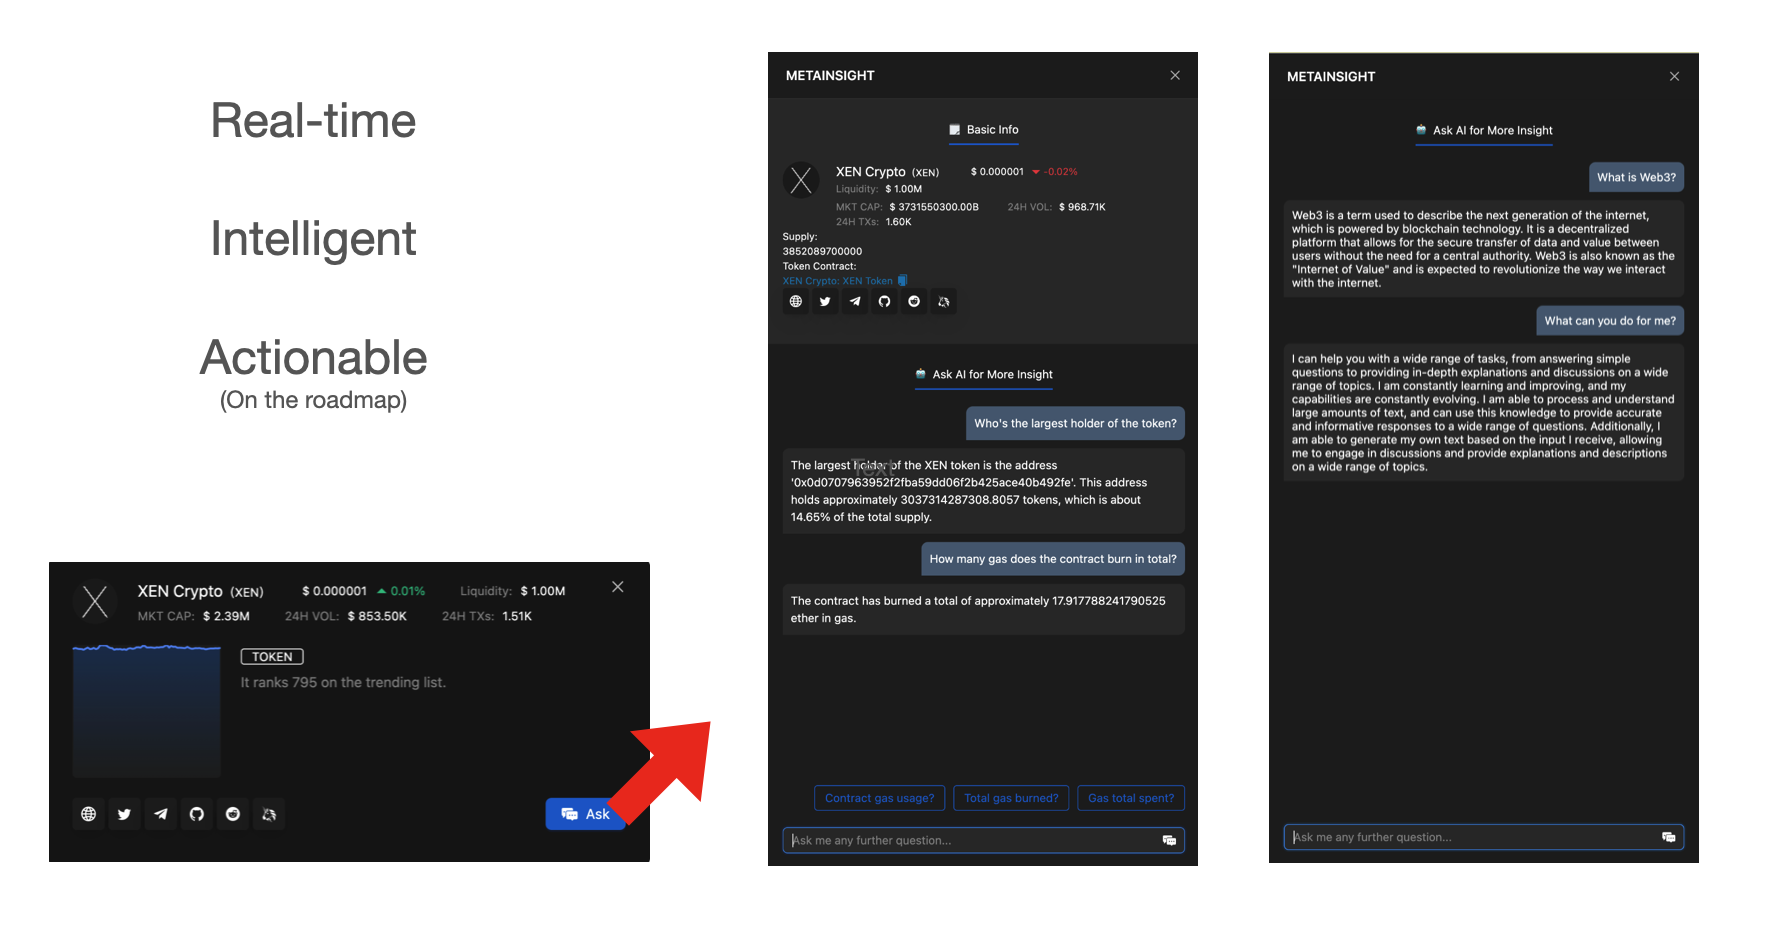 Real-time
Intelligent
Actionable
(On the roadmap)
XEN Crypto (XEN) $ 0.000001 0.01% Liquidity: $ 1.00M
MKT CAP: $ 2.39M 24H VOL: $ 853.50K 24H TXs: 1.51K
TOKEN
It ranks 795 on the trending list.
Ask
METAINSIGHT
Basic Info
XEN Crypto (XEN) $ 0.000001 -0.02%
Liquidity: $ 1.00M
MKT CAP: $ 3731550300.00B 24H VOL: $ 968.71K
24H TXs: 1.60K
Supply:
3852089700000
Token Contract:
XEN Crypto: XEN Token
Ask AI for More Insight
Who's the largest holder of the token?
Text
The largest holder of the XEN token is the address
'0x0d0707963952f2fba59dd06f2b425ace40b492fe'. This address
holds approximately 3037314287308.8057 tokens, which is about
14.65% of the total supply.
How many gas does the contract burn in total?
The contract has burned a total of approximately 17.917788241790525
ether in gas.
Contract gas usage? Total gas burned? Gas total spent?
Ask me any further question...
METAINSIGHT
Ask AI for More Insight
What is Web3?
Web3 is a term used to describe the next generation of the internet,
which is powered by blockchain technology. It is a decentralized
platform that allows for the secure transfer of data and value between
users without the need for a central authority. Web3 is also known as the
"Internet of Value" and is expected to revolutionize the way we interact
with the internet.
What can you do for me?
I can help you with a wide range of tasks, from answering simple
questions to providing in-depth explanations and discussions on a wide
range of topics. I am constantly learning and improving, and my
capabilities are constantly evolving. I am able to process and understand
large amounts of text, and can use this knowledge to provide accurate
and informative responses to a wide range of questions. Additionally, I
am able to generate my own text based on the input I receive, allowing
me to engage in discussions and provide explanations and descriptions
on a wide range of topics.
Ask me any further question...